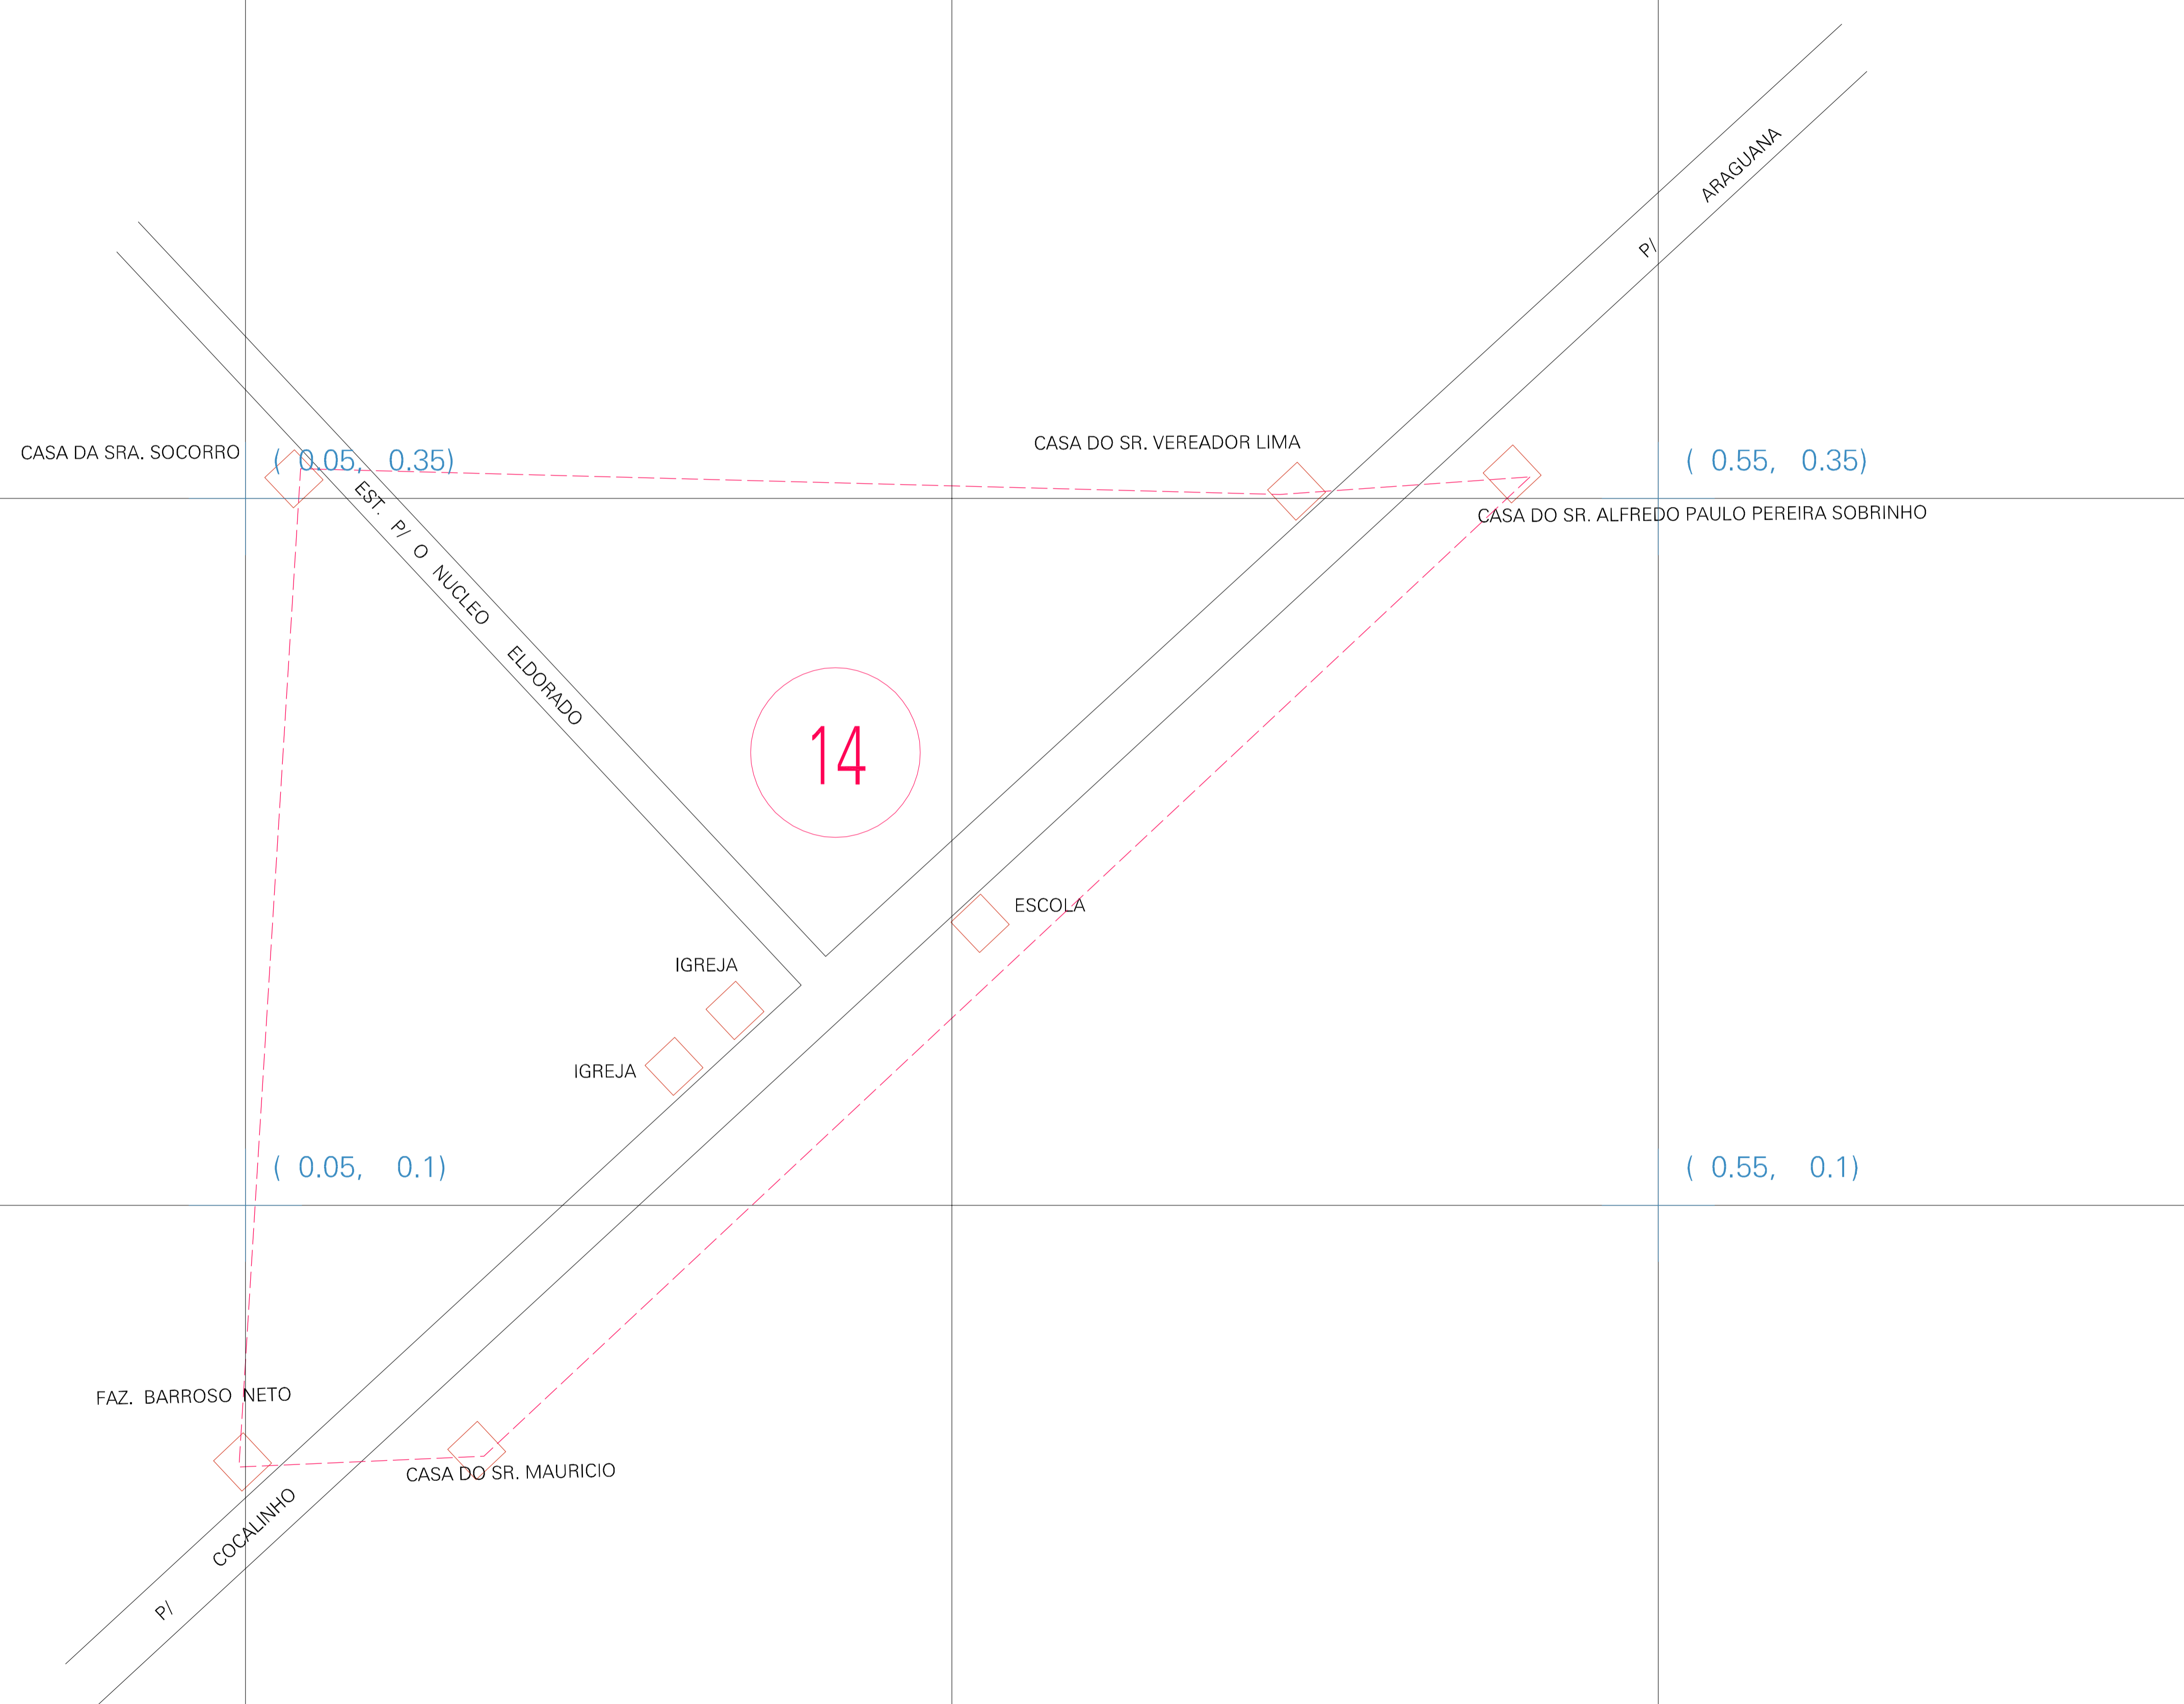 ARAGUANA
P/
CASA DO SR. VEREADOR LIMA
CASA DA SRA. SOCORRO
( 0.05, 0.35)
( 0.55, 0.35)
CASA DO SR. ALFREDO PAULO PEREIRA SOBRINHO
EST. P/ O NUCLEO ELDORADO
14
ESCOLA
IGREJA
IGREJA
( 0.05, 0.1)
( 0.55, 0.1)
FAZ. BARROSO NETO
CASA DO SR. MAURICIO
P/ COCALINHO